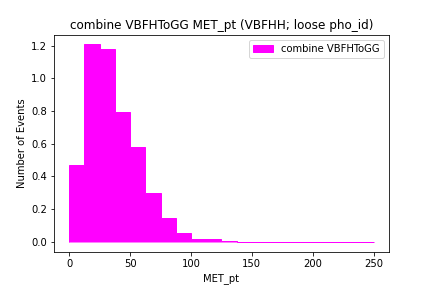 combine VBFHToGG MET_pt (VBFHH; loose pho_id)
combine VBFHToGG
1.2
1.0
0.8
0.6
0.4
0.2
0.0
Number of Events
0 50 100 150 200 250
MET_pt